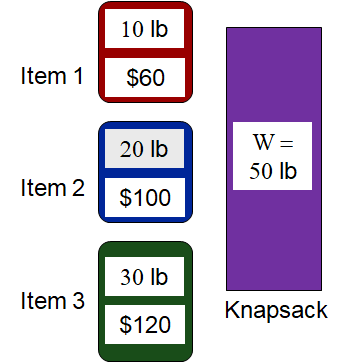 10 lb
Item 1
$60
20 lb
Item 2
$100
30 lb
Item 3
$120
W =
50 lb
Knapsack